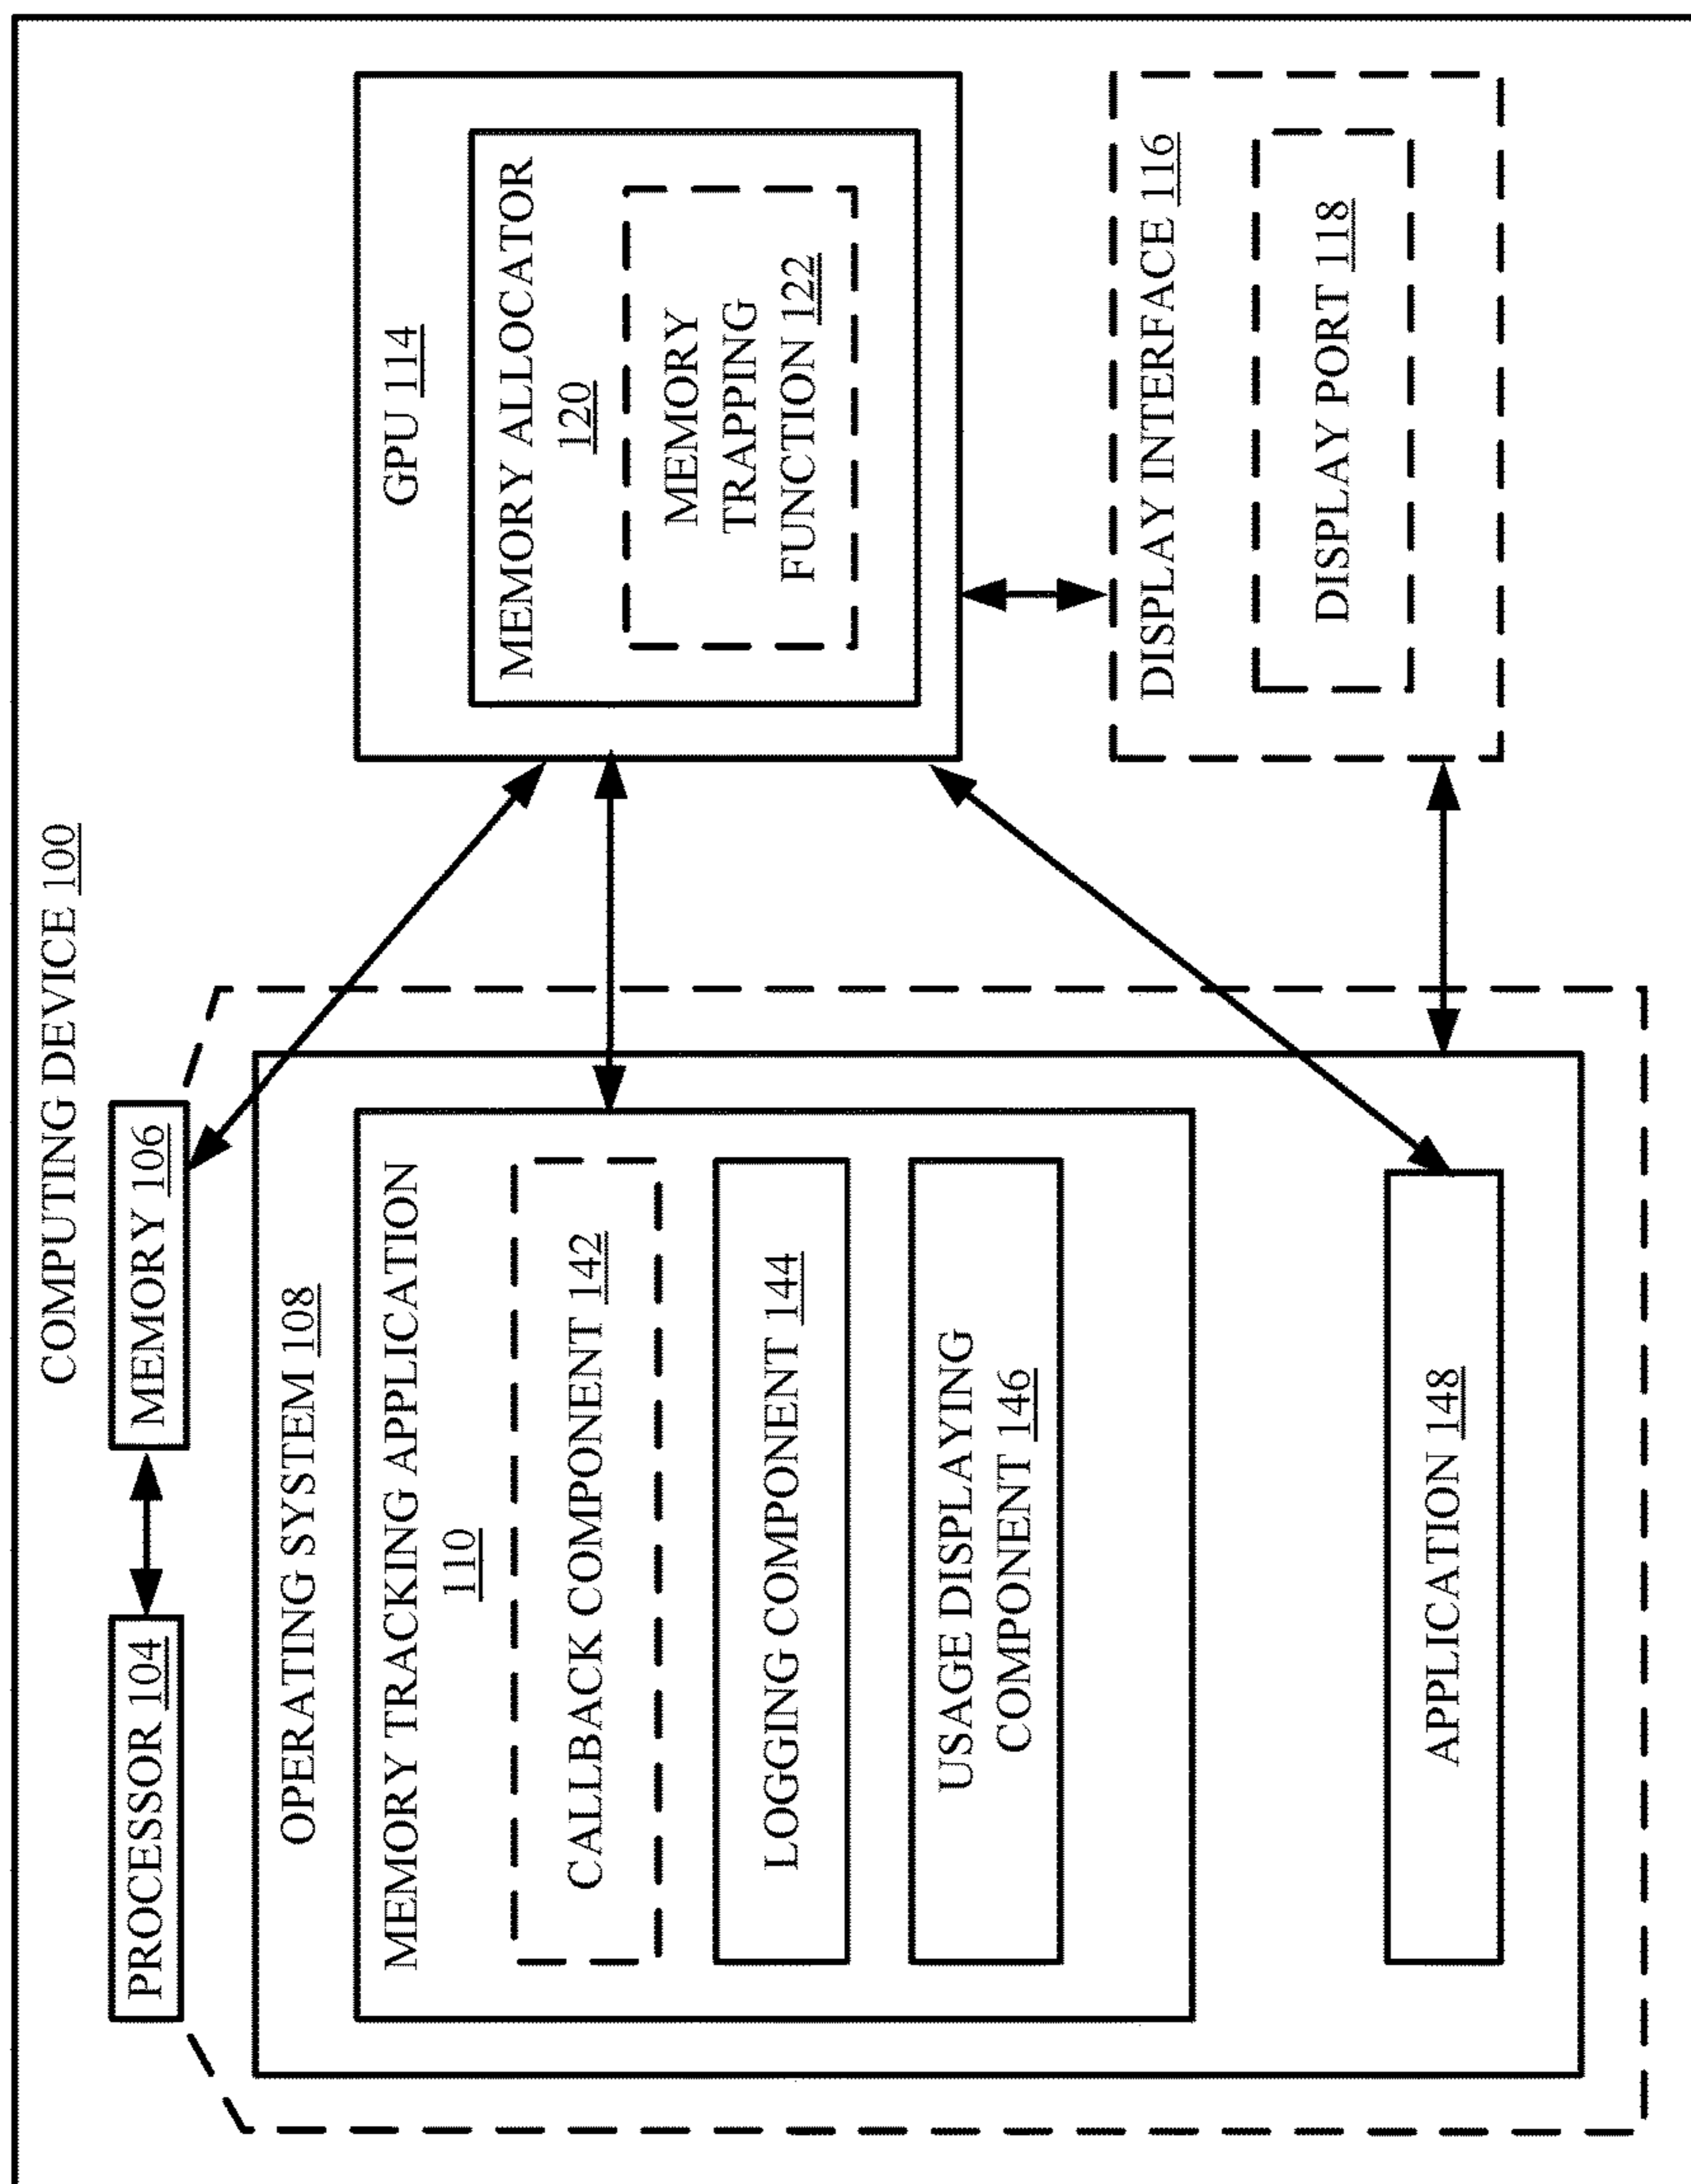 COMPUTING DEVICE 100
PROCESSOR 104
MEMORY 106
OPERATING SYSTEM 108
MEMORY TRACKING APPLICATION
110
CALLBACK COMPONENT 142
LOGGING COMPONENT 144
USAGE DISPLAYING
COMPONENT 146
APPLICATION 148
GPU 114
MEMORY ALLOCATOR
120
MEMORY
TRAPPING
FUNCTION 122
DISPLAY INTERFACE 116
DISPLAY PORT 118